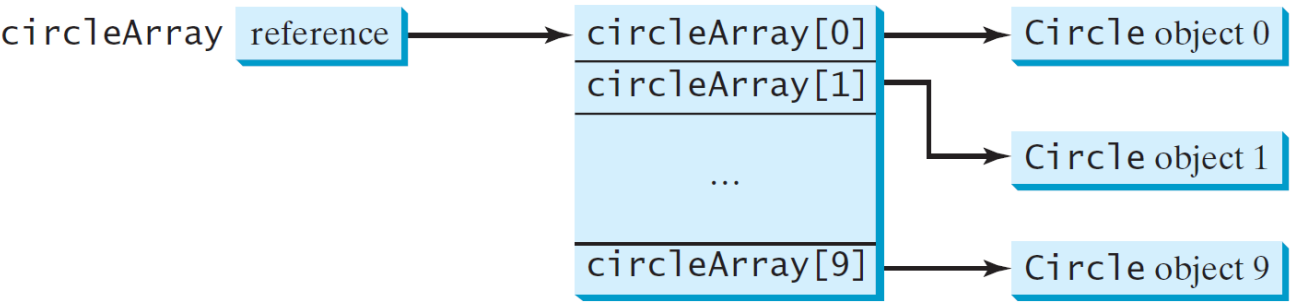 circleArray reference circleArray[0] Circle object 0
circleArray[1]
Circle object 1
...
circleArray[9] Circle object 9